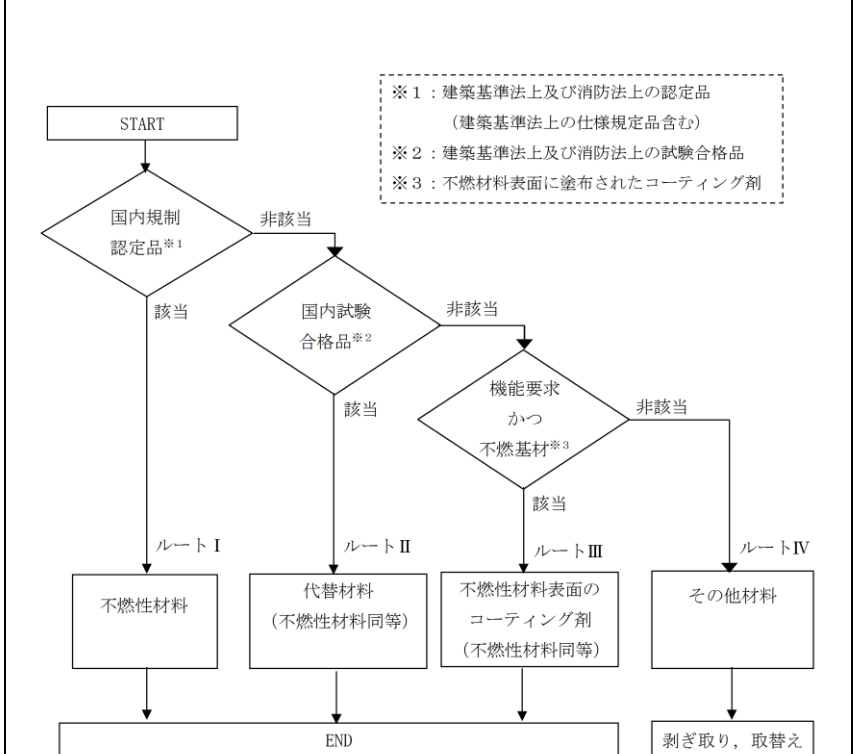 ※1：建築基準法上及び消防法上の認定品
（建築基準法上の仕様規定品含む）
※2：建築基準法上及び消防法上の試験合格品
※3：不燃材料表面に塗布されたコーティング剤
START
国内規制
認定品※1
非該当
該当
国内試験
合格品※2
非該当
該当
機能要求
かつ
不燃基材※3
非該当
該当
ルートⅠ
ルートⅡ
ルートⅢ
ルートⅣ
不燃性材料
代替材料
（不燃性材料同等）
不燃性材料表面の
コーティング剤
（不燃性材料同等）
その他材料
END
剥ぎ取り，取替え